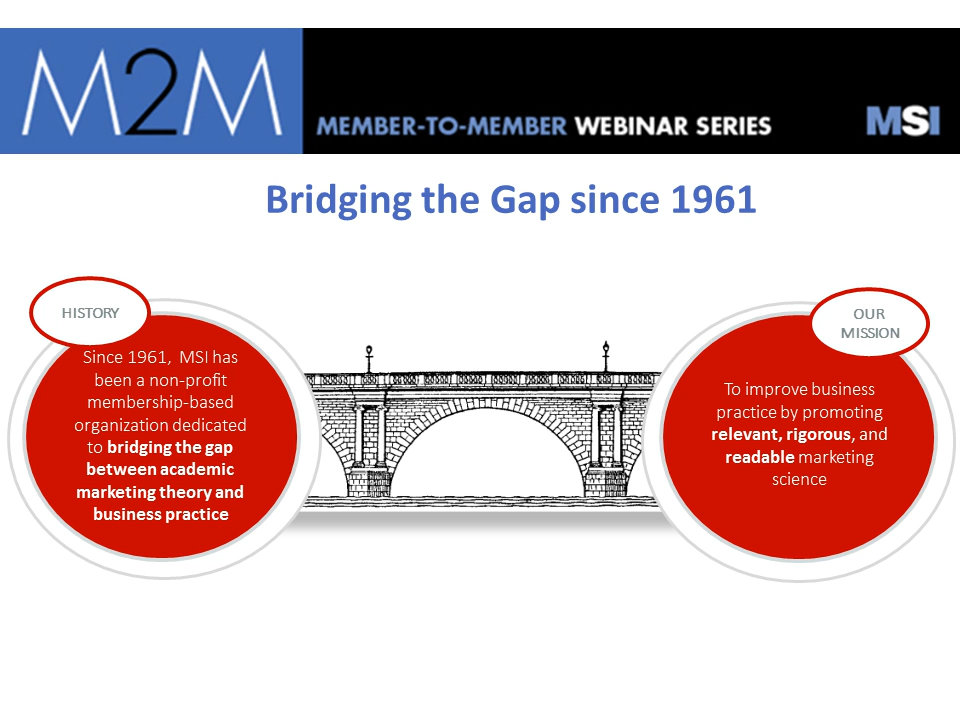 M2M
MEMBER-TO-MEMBER WEBINAR SERIES
MSI
Bridging the Gap since 1961
HISTORY
Since 1961, MSI has
been a non-profit
membership-based
organization dedicated
to bridging the gap
between academic
marketing theory and
business practice
OUR
MISSION
To improve business
practice by promoting
relevant, rigorous, and
readable marketing
science